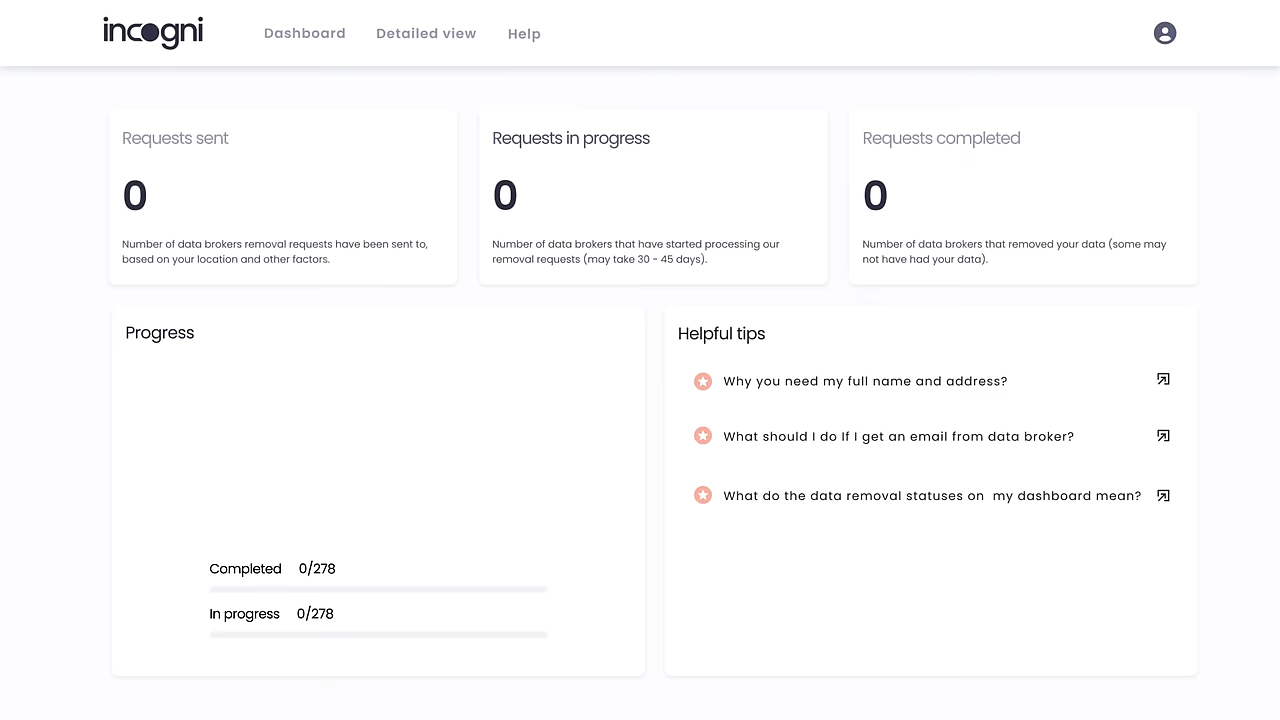 incogni
Dashboard
Detailed view
Help
Requests sent
0
Number of data brokers removal requests have been sent to,
based on your location and other factors.
Requests in progress
0
Number of data brokers that have started processing our
removal requests (may take 30 - 45 days).
Requests completed
0
Number of data brokers that removed your data (some may
not have had your data).
Progress
Completed 0/278
In progress 0/278
Helpful tips
Why you need my full name and address?
What should I do If I get an email from data broker?
What do the data removal statuses on my dashboard mean?